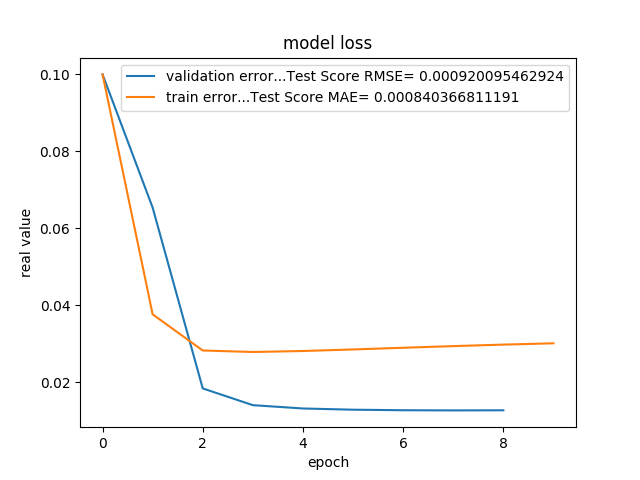 model loss
validation error...Test Score RMSE= 0.000920095462924
train error...Test Score MAE= 0.000840366811191
0.10
0.08
0.06
0.04
0.02
real value
0 2 4 6 8
epoch